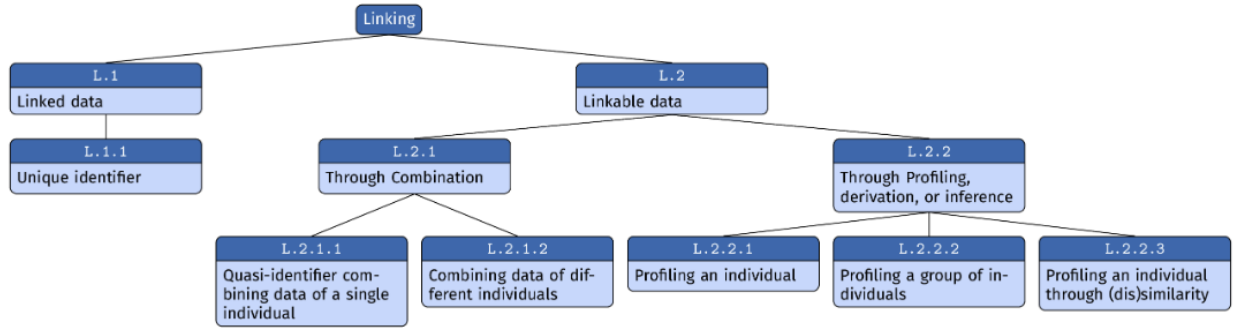 Linking
L.1
Linked data
L.2
Linkable data
L.1.1
Unique identifier
L.2.1
Through Combination
L.2.2
Through Profiling,
derivation, or inference
L.2.1.1
Quasi-identifier com-
bining data of a single
individual
L.2.1.2
Combining data of dif-
ferent individuals
L.2.2.1
Profiling an individual
L.2.2.2
Profiling a group of in-
dividuals
L.2.2.3
Profiling an individual
through (dis)similarity